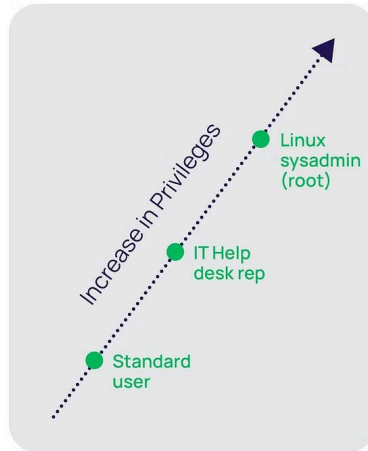 Increase in Privileges
Linux
sysadmin
(root)
IT Help
desk rep
Standard
user